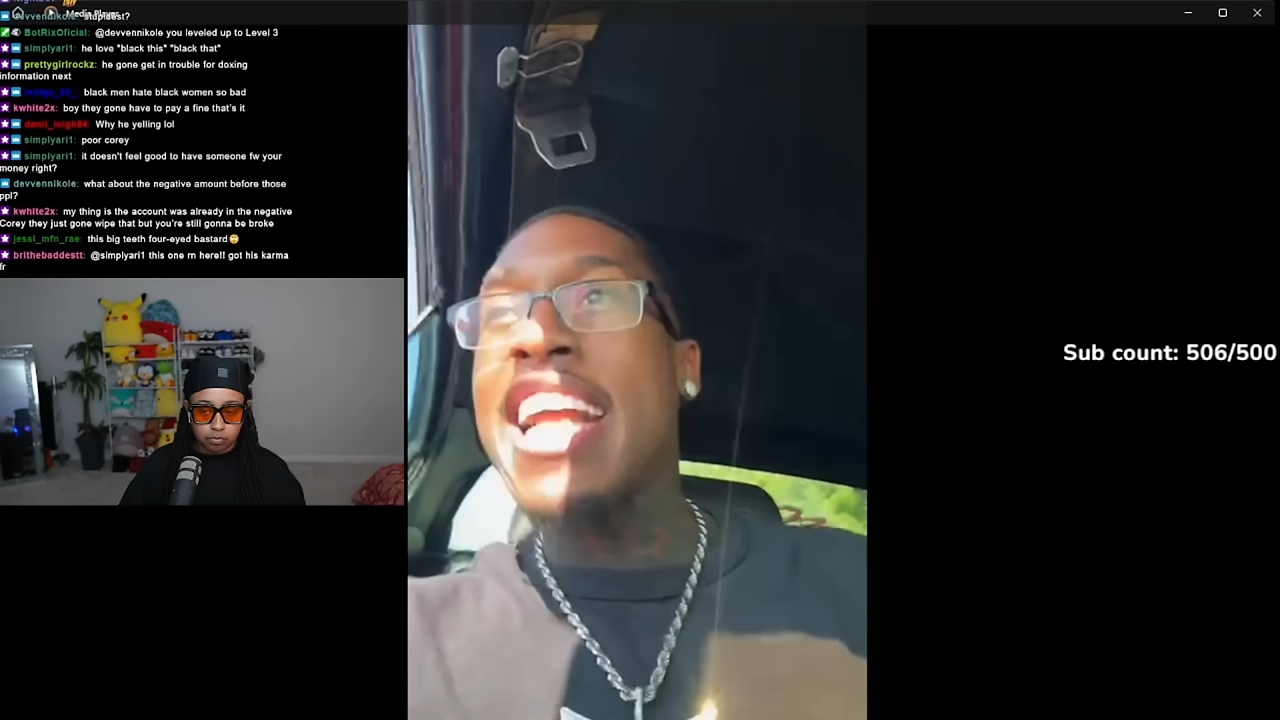 stupidest?
Media Player
BotRixOficial: @devvennikole you leveled up to Level 3
simplyari1: he love "black this" "black that"
prettygirlrockz: he gone get in trouble for doxing
information next
black men hate black women so bad
kwhite2x: boy they gone have to pay a fine that's it
danit_leigh84 Why he yelling lol
simplyari1: poor corey
simplyari1: it doesn't feel good to have someone fw your
money right?
devvennikole: what about the negative amount before those
ppl?
kwhite2x: my thing is the account was already in the negative
Corey they just gone wipe that but you're still gonna be broke
jessi_mfn_rae: this big teeth four-eyed bastard🙄
brithebaddestt: @simplyari1 this one rn here!! got his karma
fr
Sub count: 506/500